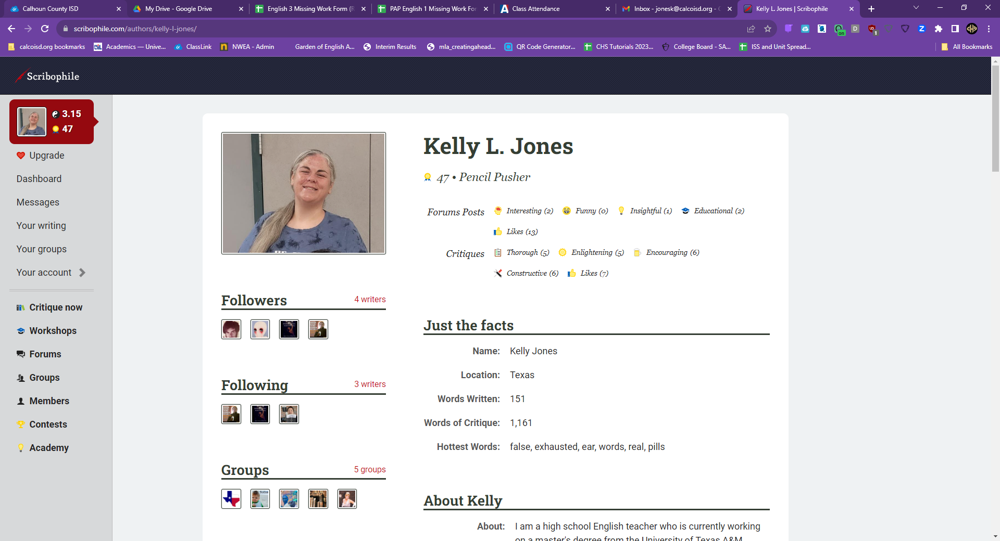 Calhoun County ISD
My Drive - Google Drive
English 3 Missing Work Form (R
PAP English 1 Missing Work For
Class Attendance
Inbox - jonesk@calcoisd.org - C
Kelly L. Jones | Scribophile
scribophile.com/authors/kelly-l-jones/
calcoisd.org bookmarks
Academics — Unive...
ClassLink
NWEA - Admin
Garden of English A...
Interim Results
mla_creatingahead...
QR Code Generator...
CHS Tutorials 2023...
College Board - SA...
ISS and Unit Spread...
All Bookmarks
Scribophile
3.15
47
Upgrade
Dashboard
Messages
Your writing
Your groups
Your account
Critique now
Workshops
Forums
Groups
Members
Contests
Academy
Followers 4 writers
Following 3 writers
Groups 5 groups
Kelly L. Jones
47 • Pencil Pusher
Forums Posts Interesting (2) Funny (0) Insightful (1) Educational (2)
Likes (13)
Critiques Thorough (5) Enlightening (5) Encouraging (6)
Constructive (6) Likes (7)
Just the facts
Name: Kelly Jones
Location: Texas
Words Written: 151
Words of Critique: 1,161
Hottest Words: false, exhausted, ear, words, real, pills
About Kelly
About: I am a high school English teacher who is currently working
on a master's degree from the University of Texas A&M